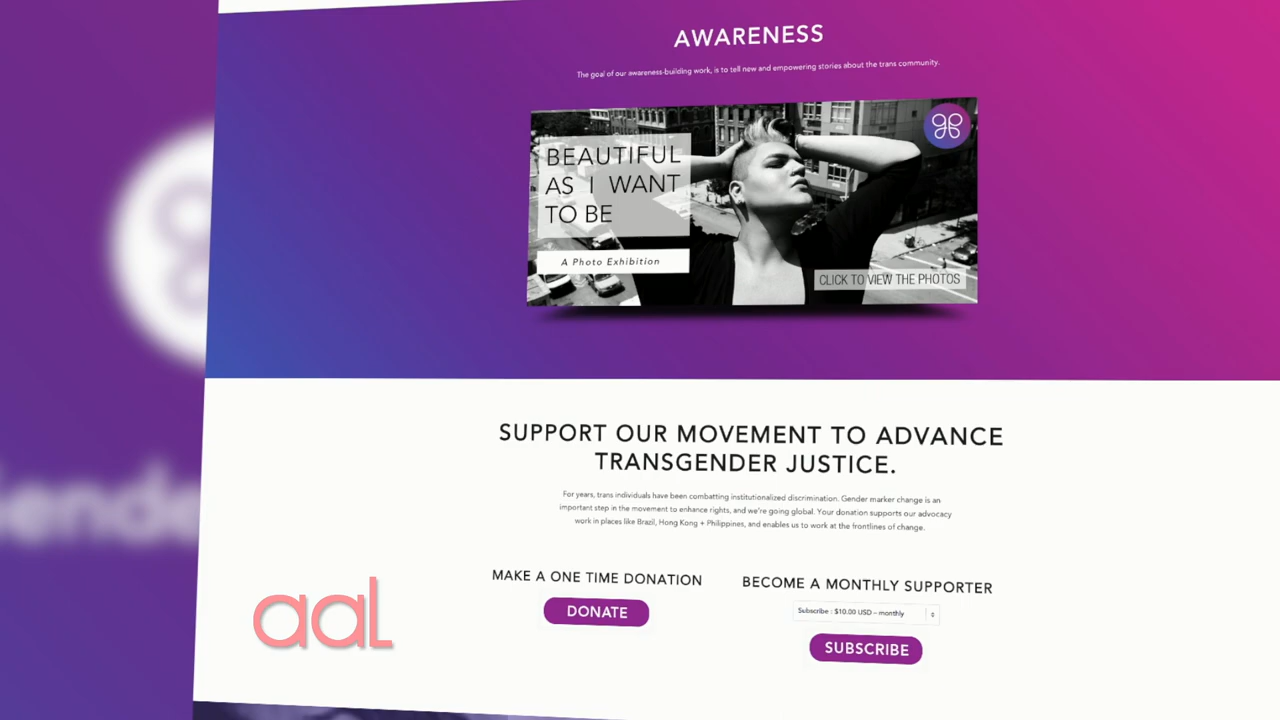 AWARENESS
The goal of our awareness-building work, is to tell new and empowering stories about the trans community.
BEAUTIFUL
AS I WANT
TO BE
A Photo Exhibition
CLICK TO VIEW THE PHOTOS
SUPPORT OUR MOVEMENT TO ADVANCE
TRANSGENDER JUSTICE.
For years, trans individuals have been combatting institutionalized discrimination. Gender marker change is an
important step in the movement to enhance rights, and we're going global. Your donation supports our advocacy
work in places like Brazil, Hong Kong + Philippines, and enables us to work at the frontlines of change.
MAKE A ONE TIME DONATION
DONATE
BECOME A MONTHLY SUPPORTER
Subscribe : $10.00 USD – monthly
SUBSCRIBE
aal